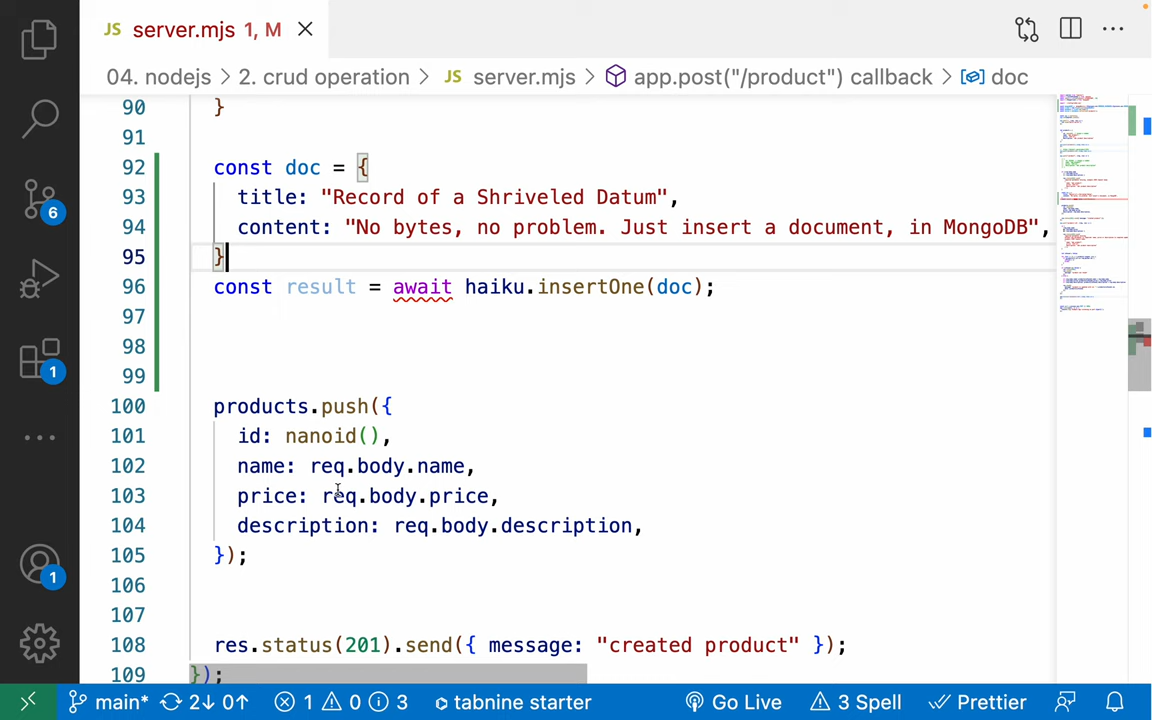 JS server.mjs 1, M
04. nodejs > 2. crud operation > JS server.mjs > app.post("/product") callback > doc
90 }
91
92 const doc = {
93 title: "Record of a Shriveled Datum",
94 content: "No bytes, no problem. Just insert a document, in MongoDB",
95 }
96 const result = await haiku.insertOne(doc);
97
98
99
100 products.push({
101 id: nanoid(),
102 name: req.body.name,
103 price: req.body.price,
104 description: req.body.description,
105 });
106
107
108 res.status(201).send({ message: "created product" });
109 });
6
1
1
main* 2↓ 0↑ 1 0 3 tabnine starter Go Live 3 Spell Prettier